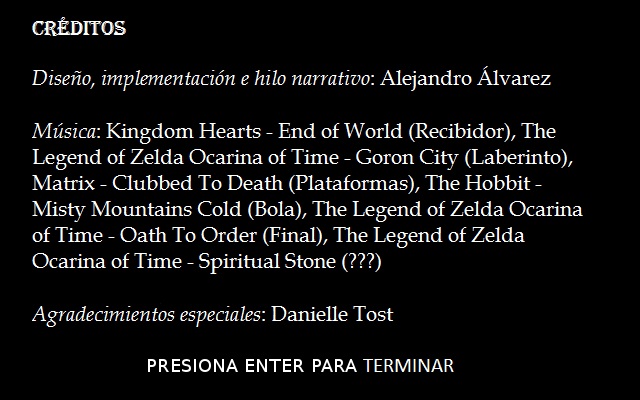 CRÉDITOS
Diseño, implementación e hilo narrativo: Alejandro Álvarez
Música: Kingdom Hearts - End of World (Recibidor), The
Legend of Zelda Ocarina of Time - Goron City (Laberinto),
Matrix - Clubbed To Death (Plataformas), The Hobbit -
Misty Mountains Cold (Bola), The Legend of Zelda Ocarina
of Time - Oath To Order (Final), The Legend of Zelda
Ocarina of Time - Spiritual Stone (???)
Agradecimientos especiales: Danielle Tost
PRESIONA ENTER PARA TERMINAR